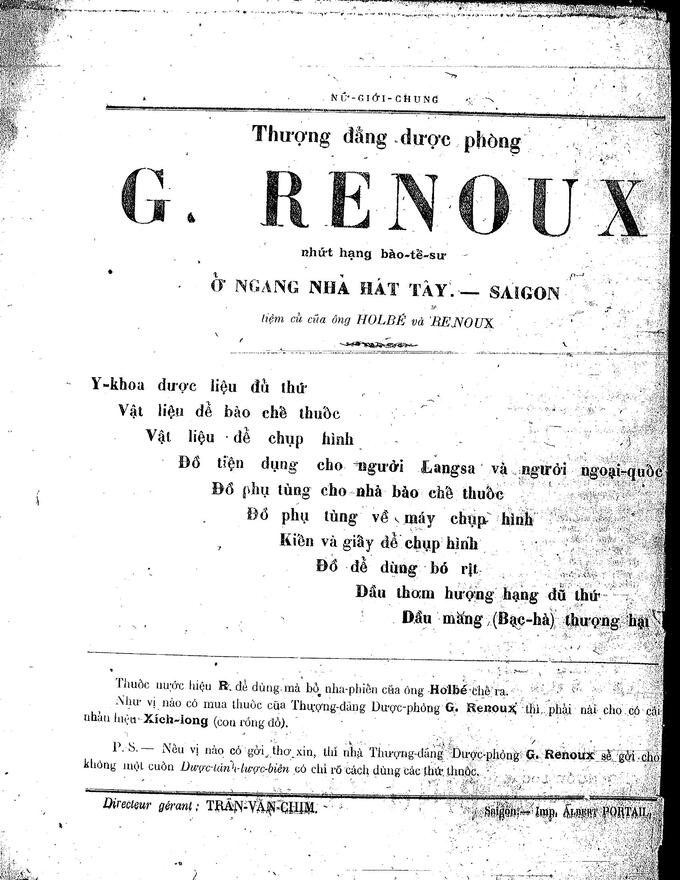 NỮ-GIỚI-CHUNG
Thượng đẳng dược phòng
G. RENOUX
nhứt hạng bào-tề-sư
Ở NGANG NHÀ HÁT TÂY. — SAIGON
tiệm củ của ông HOLBÉ và RENOUX
Y-khoa dược liệu đủ thứ
Vật liệu để bào chế thuốc
Vật liệu để chụp hình
Đồ tiện dụng cho người Langsa và người ngoại-quốc
Đồ phụ tùng cho nhà bào chế thuốc
Đồ phụ tùng về máy chụp hình
Kiến và giấy để chụp hình
Đồ để dùng bó rịt
Dầu thơm hượng hạng đũ thứ
Dầu măng (Bạc-hà) thượng hạ
Thuốc nước hiệu R. để dùng mà bỏ nha-phiến của ông Holbé chế ra.
Như vị nào có mua thuốc của Thượng-đẳng Dược-phòng G. Renoux thì phải nài cho có cái
nhãn hiệu Xích-long (con rồng đỏ).
P. S. — Nếu vị nào có gởi thơ xin, thì nhà Thượng-đẳng Dược-phòng G. Renoux sẽ gởi cho
không một cuồn Dược-tánh-lược-biên có chỉ rõ cách dùng các thứ thuốc.
Directeur gérant : TRẦN-VĂN-CHIM.
Saigon.— Imp. ALBERT PORTAIL,